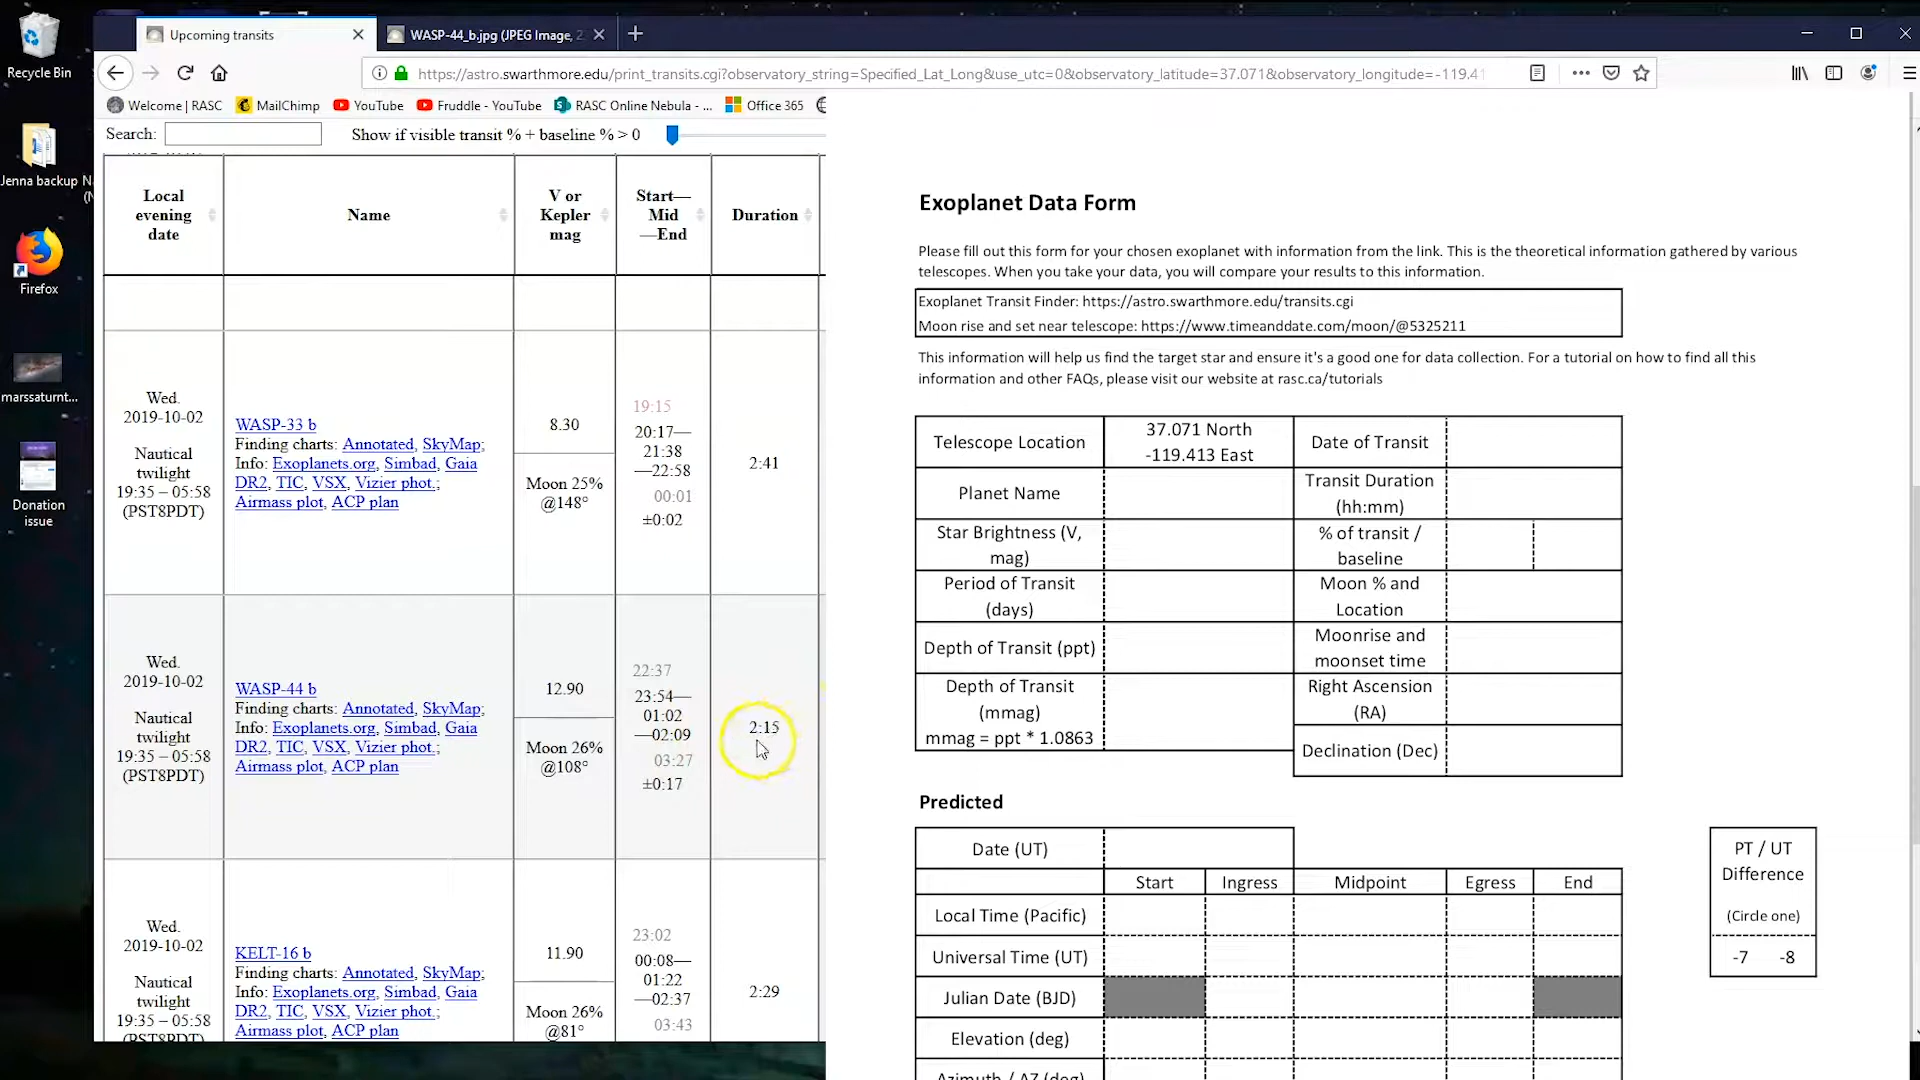 Recycle Bin
Jenna backup
Firefox
marssaturnt...
Donation
issue
Upcoming transits
WASP-44_b.jpg (JPEG Image, 2
https://astro.swarthmore.edu/print_transits.cgi?observatory_string=Specified_Lat_Long&use_utc=0&observatory_latitude=37.071&observatory_longitude=-119.41
Welcome | RASC
MailChimp
YouTube
Fruddle - YouTube
RASC Online Nebula - ...
Office 365
Search:
Show if visible transit % + baseline % > 0
Local
evening
date
Name
V or
Kepler
mag
Start—
Mid
—End
Duration
Wed.
2019-10-02
Nautical
twilight
19:35 – 05:58
(PST8PDT)
WASP-33 b
Finding charts: Annotated, SkyMap;
Info: Exoplanets.org, Simbad, Gaia
DR2, TIC, VSX, Vizier phot.;
Airmass plot, ACP plan
8.30
Moon 25%
@148°
19:15
20:17—
21:38
—22:58
00:01
±0:02
2:41
Wed.
2019-10-02
Nautical
twilight
19:35 – 05:58
(PST8PDT)
WASP-44 b
Finding charts: Annotated, SkyMap;
Info: Exoplanets.org, Simbad, Gaia
DR2, TIC, VSX, Vizier phot.;
Airmass plot, ACP plan
12.90
Moon 26%
@108°
22:37
23:54—
01:02
—02:09
03:27
±0:17
2:15
Wed.
2019-10-02
Nautical
twilight
19:35 – 05:58
(PST8PDT)
KELT-16 b
Finding charts: Annotated, SkyMap;
Info: Exoplanets.org, Simbad, Gaia
DR2, TIC, VSX, Vizier phot.;
Airmass plot, ACP plan
11.90
Moon 26%
@81°
23:02
00:08—
01:22
—02:37
03:43
2:29
Exoplanet Data Form
Please fill out this form for your chosen exoplanet with information from the link. This is the theoretical information gathered by various
telescopes. When you take your data, you will compare your results to this information.
Exoplanet Transit Finder: https://astro.swarthmore.edu/transits.cgi
Moon rise and set near telescope: https://www.timeanddate.com/moon/@5325211
This information will help us find the target star and ensure it's a good one for data collection. For a tutorial on how to find all this
information and other FAQs, please visit our website at rasc.ca/tutorials
Telescope Location
37.071 North
-119.413 East
Date of Transit
Planet Name
Transit Duration
(hh:mm)
Star Brightness (V,
mag)
% of transit /
baseline
Period of Transit
(days)
Moon % and
Location
Depth of Transit (ppt)
Moonrise and
moonset time
Depth of Transit
(mmag)
mmag = ppt * 1.0863
Right Ascension
(RA)
Declination (Dec)
Predicted
Date (UT)
Start
Ingress
Midpoint
Egress
End
Local Time (Pacific)
Universal Time (UT)
Julian Date (BJD)
Elevation (deg)
Azimuth / AZ (deg)
PT / UT
Difference
(Circle one)
-7 -8